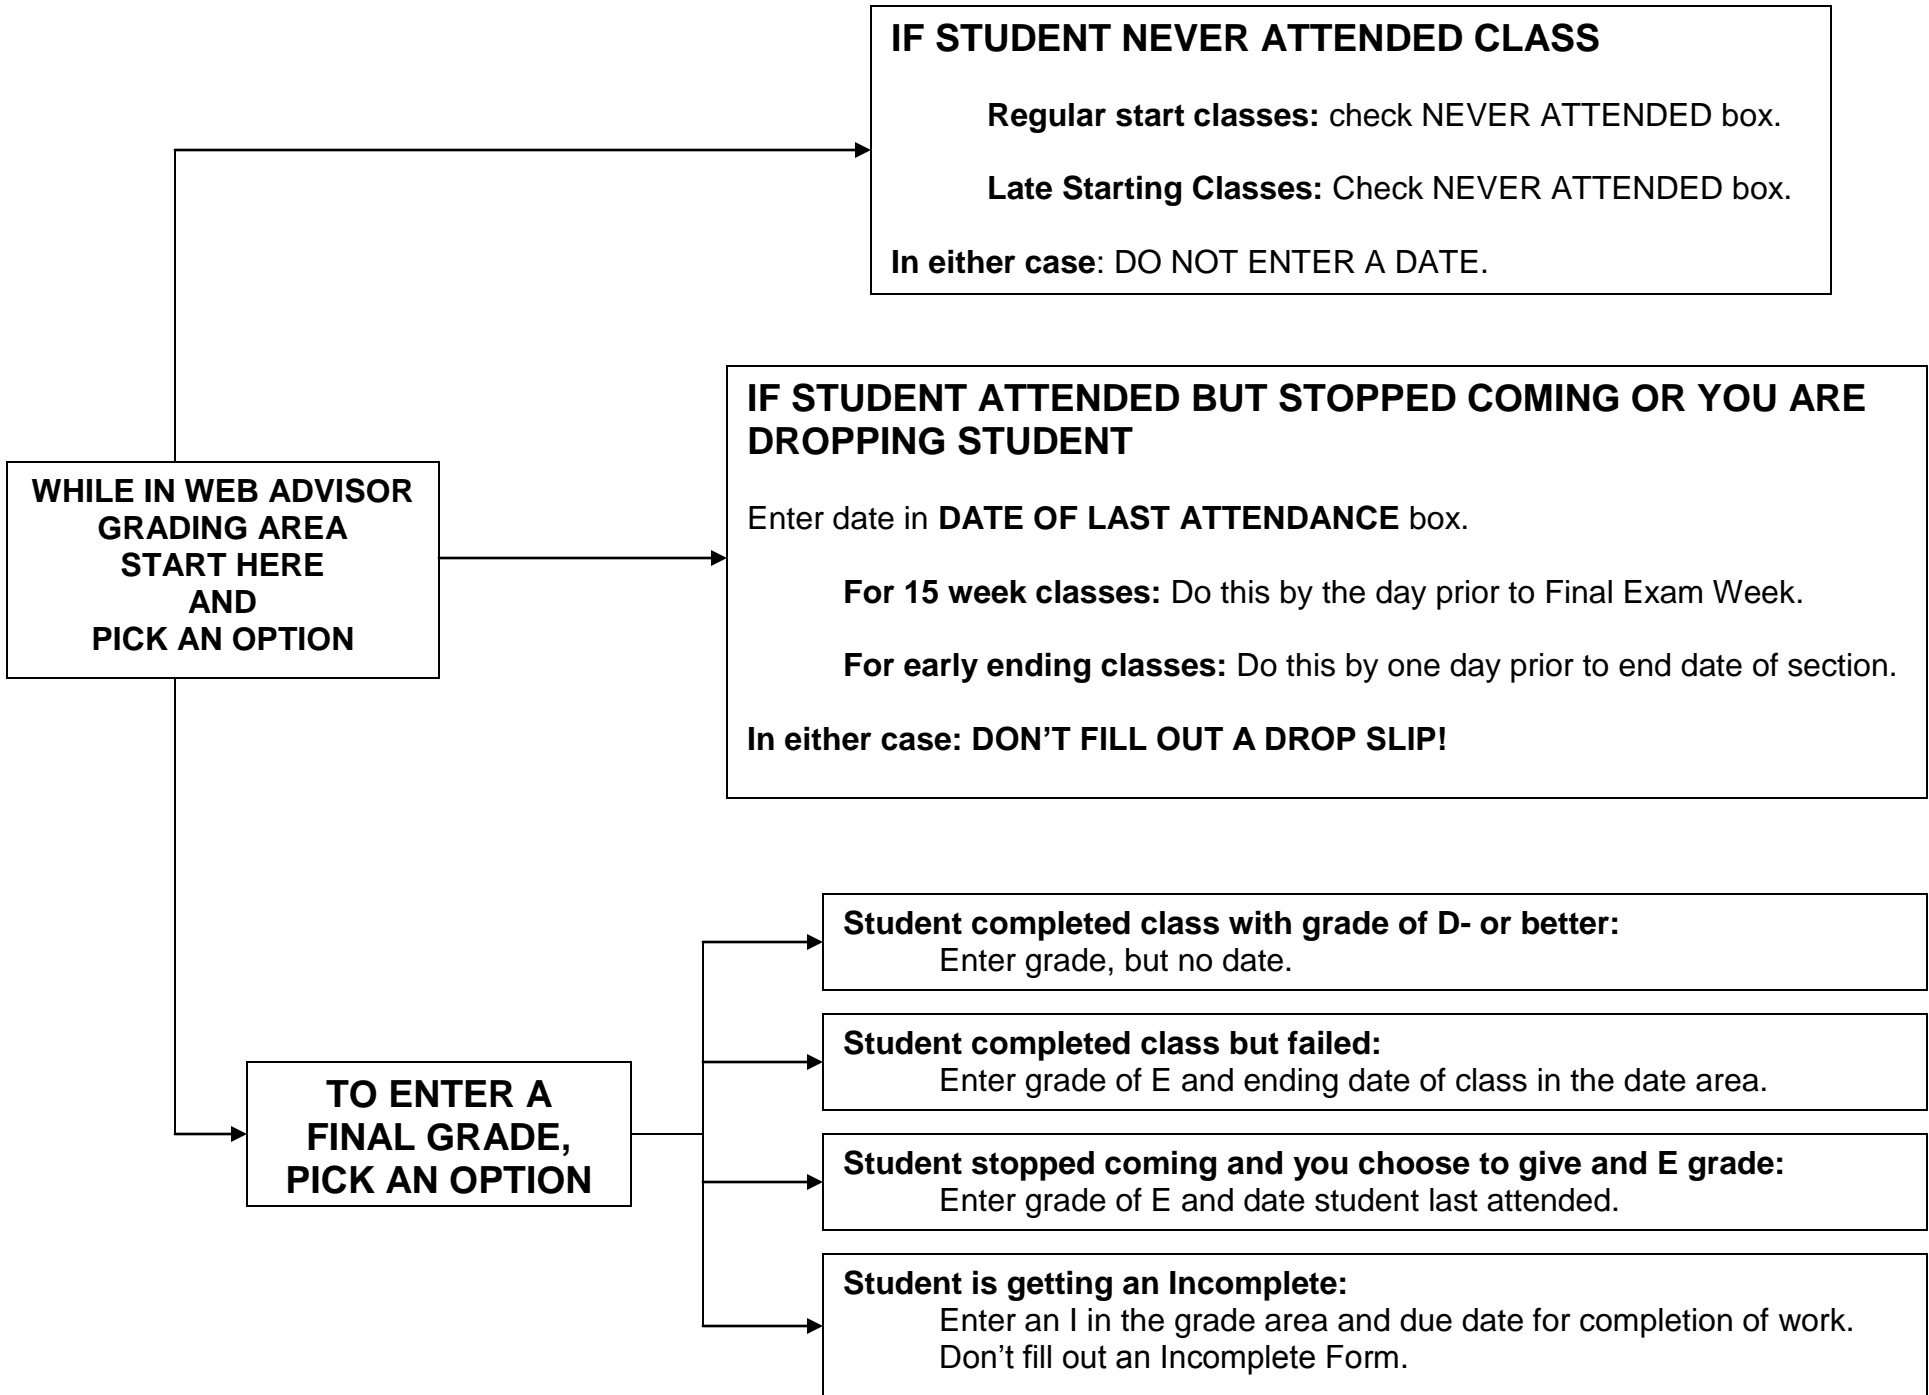 IF STUDENT NEVER ATTENDED CLASS
Regular start classes: check NEVER ATTENDED box.
Late Starting Classes: Check NEVER ATTENDED box.
In either case: DO NOT ENTER A DATE.
IF STUDENT ATTENDED BUT STOPPED COMING OR YOU ARE
DROPPING STUDENT
Enter date in DATE OF LAST ATTENDANCE box.
For 15 week classes: Do this by the day prior to Final Exam Week.
For early ending classes: Do this by one day prior to end date of section.
In either case: DON’T FILL OUT A DROP SLIP!
WHILE IN WEB ADVISOR
GRADING AREA
START HERE
AND
PICK AN OPTION
TO ENTER A
FINAL GRADE,
PICK AN OPTION
Student completed class with grade of D- or better:
Enter grade, but no date.
Student completed class but failed:
Enter grade of E and ending date of class in the date area.
Student stopped coming and you choose to give and E grade:
Enter grade of E and date student last attended.
Student is getting an Incomplete:
Enter an I in the grade area and due date for completion of work.
Don’t fill out an Incomplete Form.